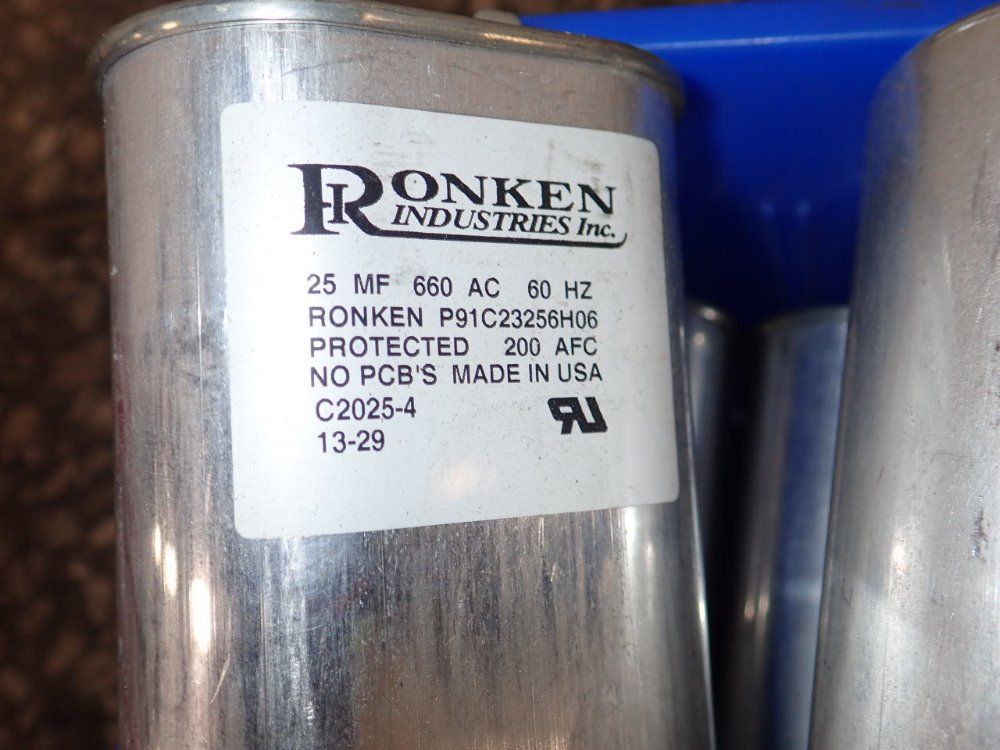 RONKEN
INDUSTRIES Inc.
25 MF 660 AC 60 HZ
RONKEN P91C23256H06
PROTECTED 200 AFC
NO PCB'S MADE IN USA
C2025-4
13-29